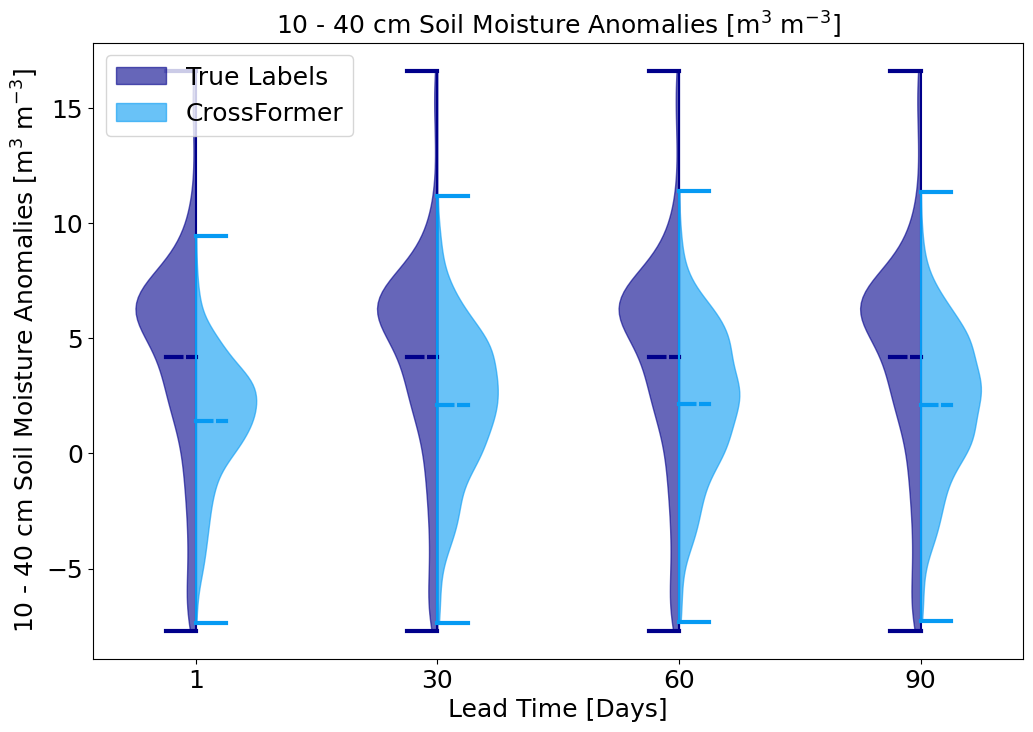 10 - 40 cm Soil Moisture Anomalies [m³ m⁻³]
True Labels
CrossFormer
10 - 40 cm Soil Moisture Anomalies [m³ m⁻³]
15
10
5
0
−5
1 30 60 90
Lead Time [Days]